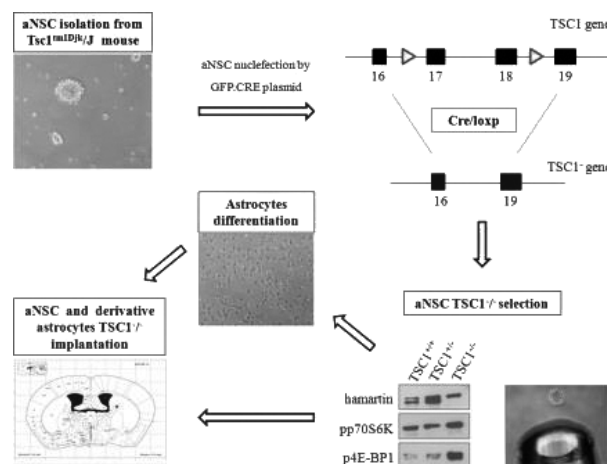 aNSC isolation from
Tsc1tm1Djk/J mouse
aNSC nuclefection by
GFP.CRE plasmid
TSC1 gene
16 17 18 19
Cre/loxp
TSC1- gene
16 19
Astrocytes
differentiation
aNSC TSC1-/- selection
aNSC and derivative
astrocytes TSC1-/-
implantation
TSC1+/+ TSC1+/- TSC1-/-
hamartin
pp70S6K
p4E-BP1